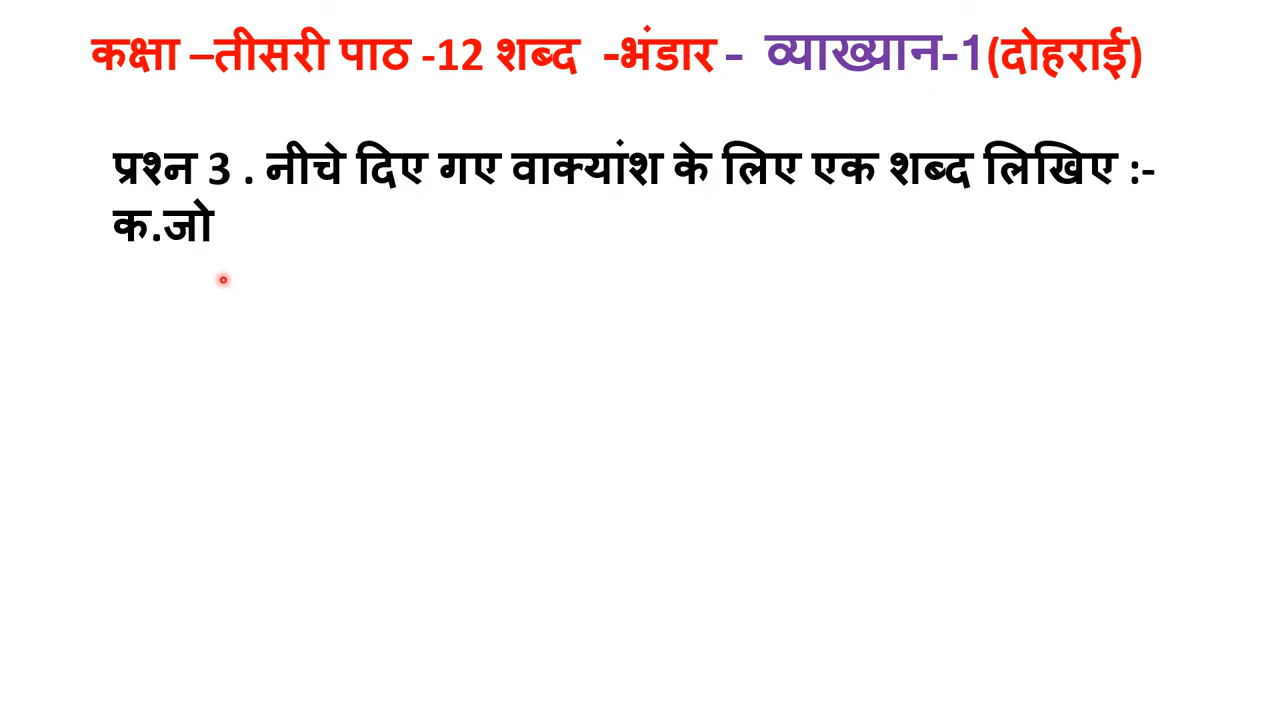 कक्षा –तीसरी पाठ -12 शब्द -भंडार – व्याख्यान-1(दोहराई)
प्रश्न 3 . नीचे दिए गए वाक्यांश के लिए एक शब्द लिखिए :-
क.जो